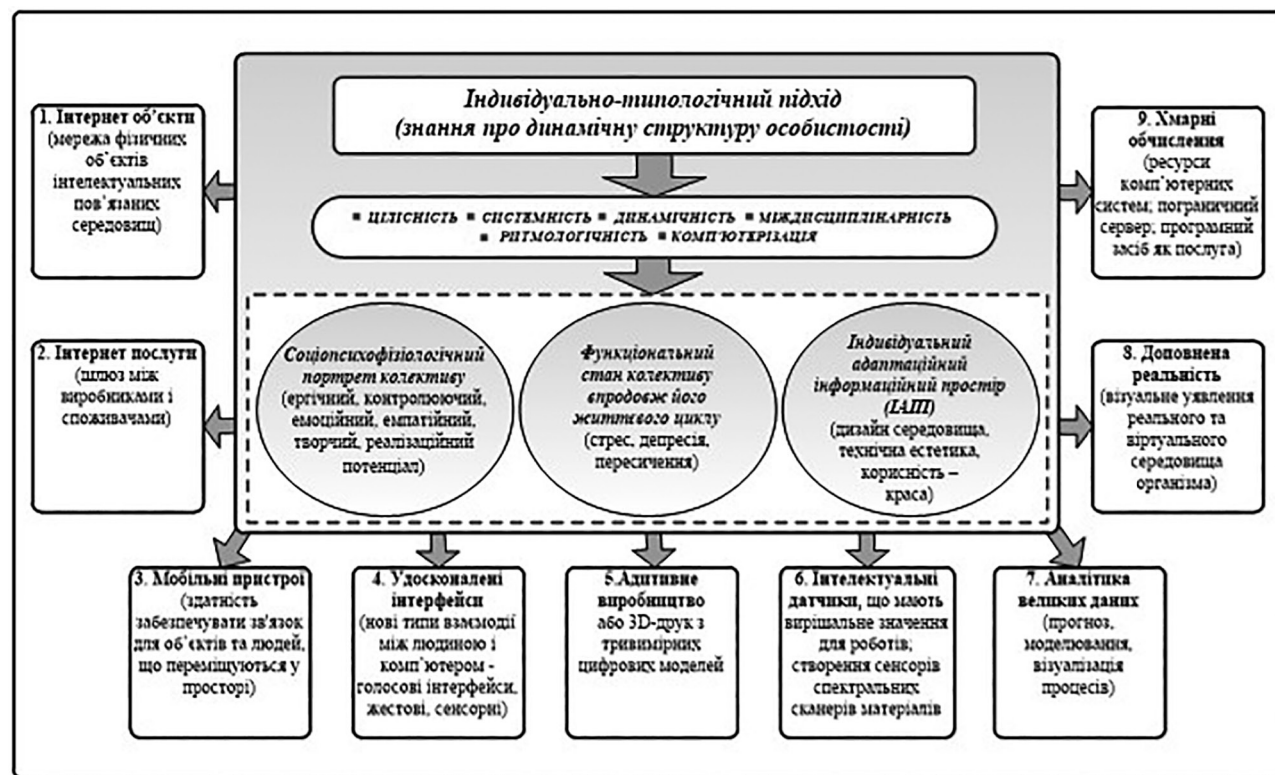 Індивідуально-типологічний підхід
(знання про динамічну структуру особистості)
▪ ЦІЛІСНІСТЬ ▪ СИСТЕМНІСТЬ ▪ ДИНАМІЧНІСТЬ ▪ МІЖДИСЦИПЛІНАРНІСТЬ
▪ РИТМОЛОГІЧНІСТЬ ▪ КОМП'ЮТЕРІЗАЦІЯ
Соціопсихофізіологічний
портрет колективу
(ергічний, контролюючий,
емоційний, емпатійний,
творчий, реалізаційний
потенціал)
Функціональний
стан колективу
впродовж його
життєвого циклу
(стрес, депресія,
пересичення)
Індивідуальний
адаптаційний
інформаційний простір
(ІАІП)
(дизайн середовища,
технічна естетика,
корисність –
краса)
1. Інтернет об'єкти
(мережа фізичних
об'єктів
інтелектуальних
пов'язаних
середовищ)
2. Інтернет послуги
(шлюз між
виробниками і
споживачами)
3. Мобільні пристрої
(здатність
забезпечувати зв'язок
для об'єктів та людей,
що переміщуються у
просторі)
4. Удосконалені
інтерфейси
(нові типи взаємодії
між людиною і
комп'ютером -
голосові інтерфейси,
жестові, сенсорні)
5.Адитивне
виробництво
або 3D-друк з
тривимірних
цифрових моделей
6. Інтелектуальні
датчики, що мають
вирішальне значення
для роботів;
створення сенсорів
спектральних
сканерів матеріалів
7. Аналітика
великих даних
(прогноз,
моделювання,
візуалізація
процесів)
8. Доповнена
реальність
(візуальне уявлення
реального та
віртуального
середовища
організма)
9. Хмарні
обчислення
(ресурси
комп'ютерних
систем; пограничний
сервер; програмний
засіб як послуга)